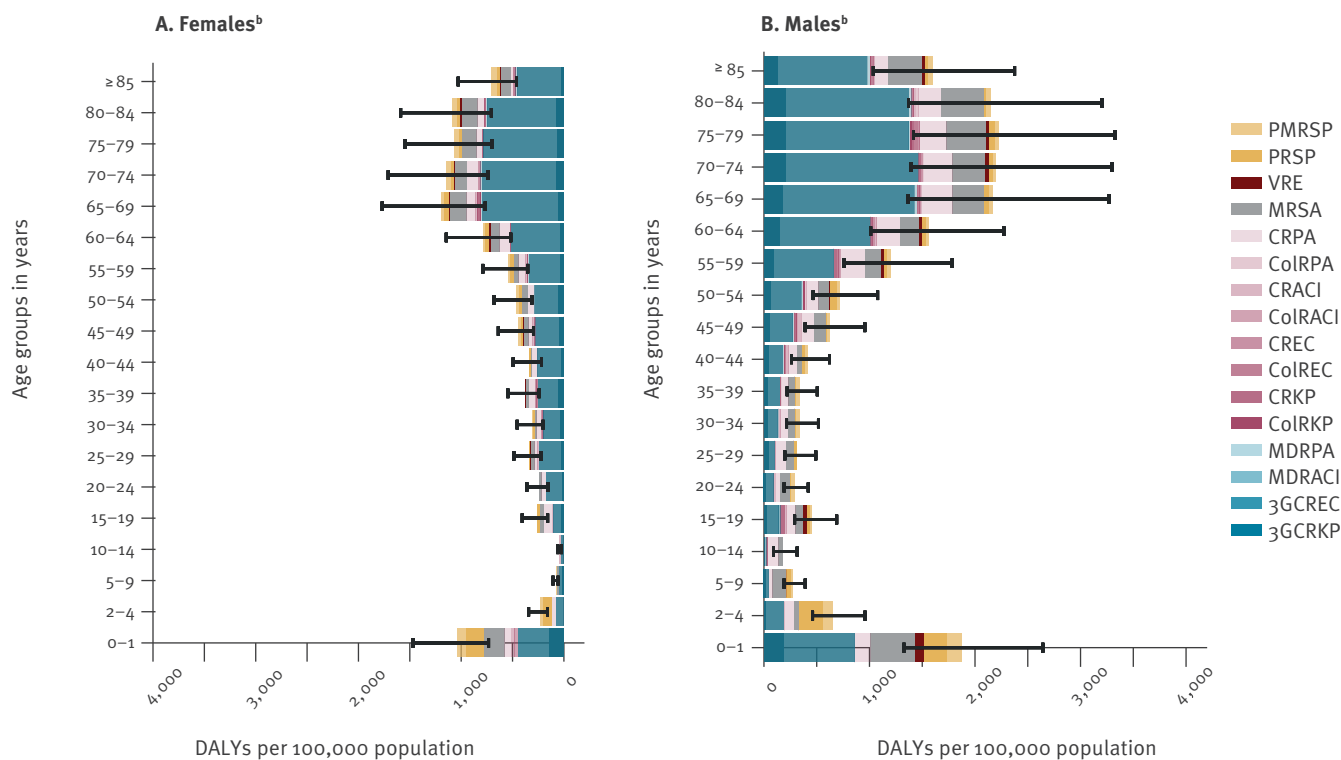 A. Femalesᵇ
B. Malesᵇ
Age groups in years
≥ 85
80–84
75–79
70–74
65–69
60–64
55–59
50–54
45–49
40–44
35–39
30–34
25–29
20–24
15–19
10–14
5–9
2–4
0–1
4,000
3,000
2,000
1,000
0
DALYs per 100,000 population
Age groups in years
≥ 85
80–84
75–79
70–74
65–69
60–64
55–59
50–54
45–49
40–44
35–39
30–34
25–29
20–24
15–19
10–14
5–9
2–4
0–1
0
1,000
2,000
3,000
4,000
DALYs per 100,000 population
PMRSP
PRSP
VRE
MRSA
CRPA
ColRPA
CRACI
ColRACI
CREC
ColREC
CRKP
ColRKP
MDRPA
MDRACI
3GCREC
3GCRKP